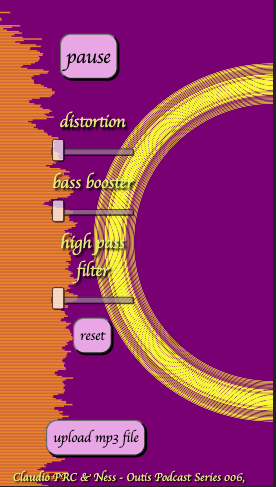 pause
distortion
bass booster
high pass
filter
reset
upload mp3 file
Claudio PRC & Ness - Outis Podcast Series 006,